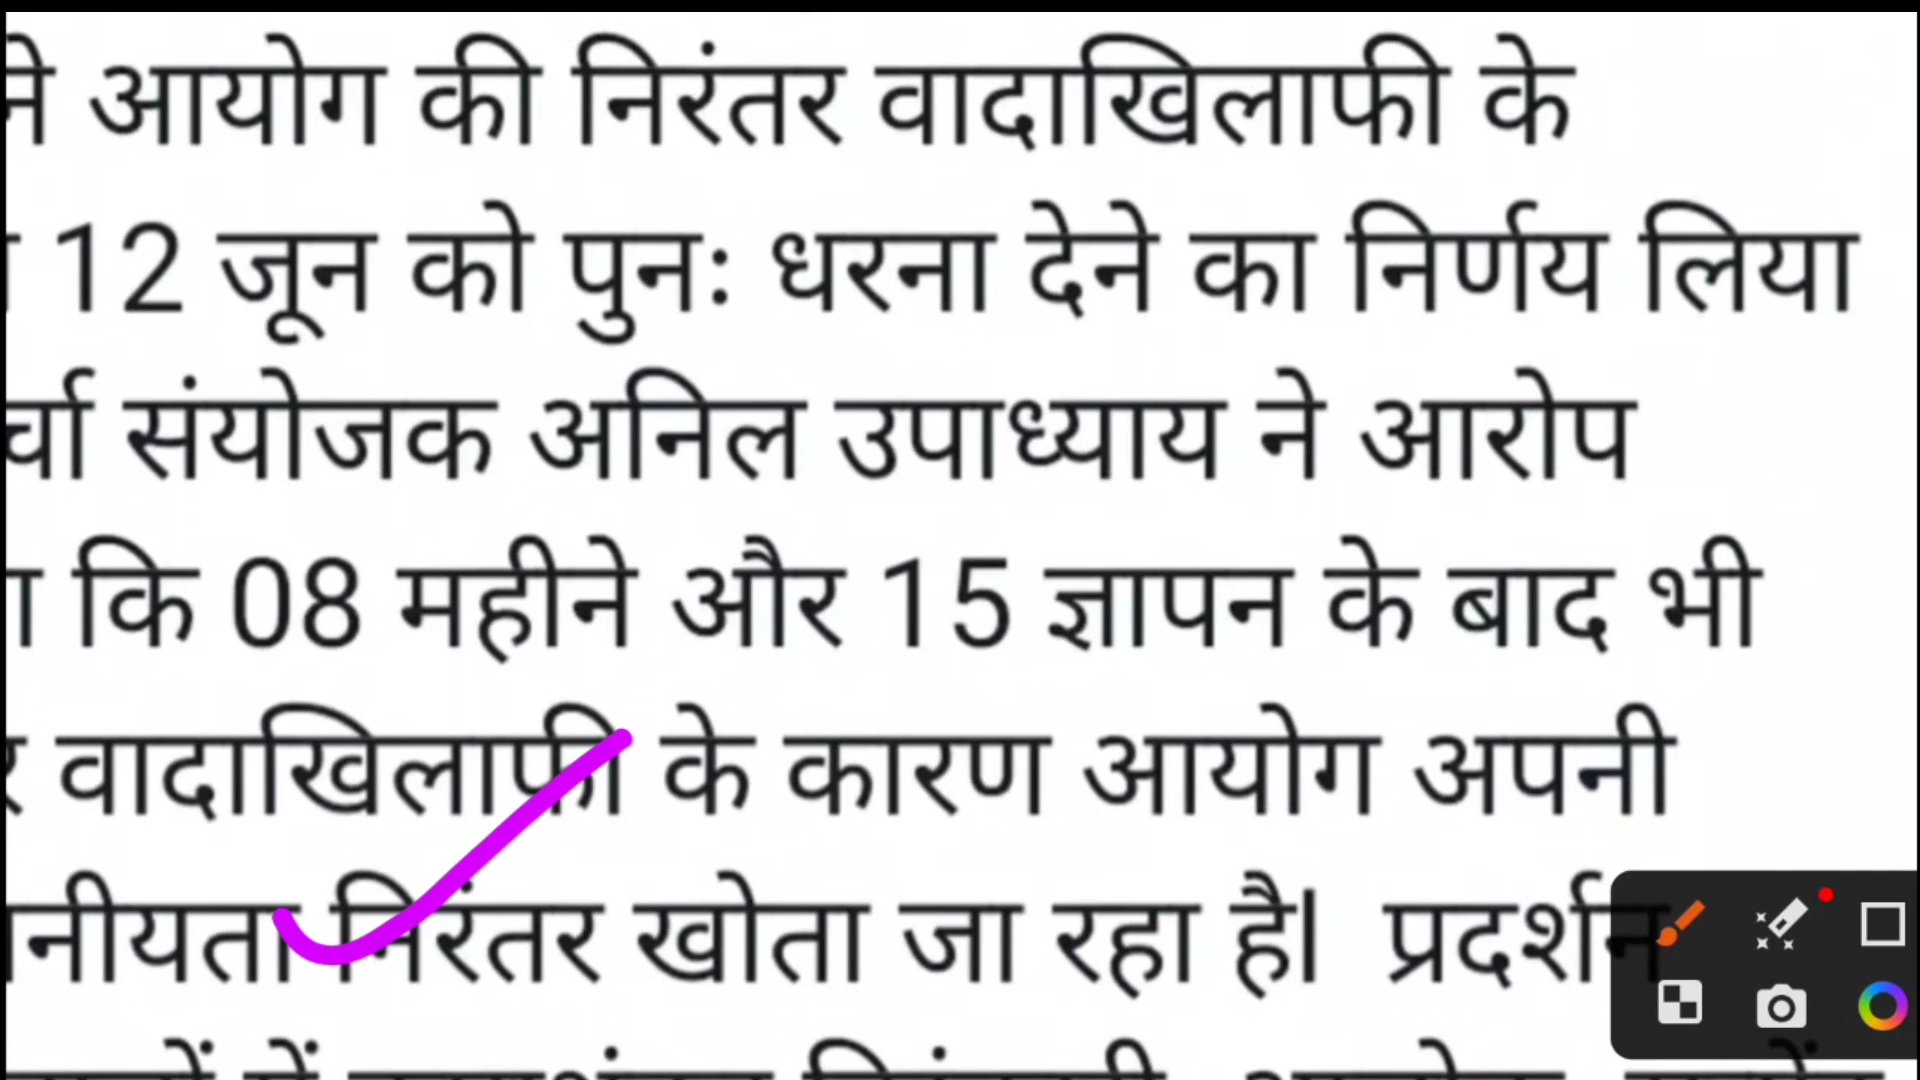 ने आयोग की निरंतर वादाखिलाफी के
12 जून को पुनः धरना देने का निर्णय लिया
र्वा संयोजक अनिल उपाध्याय ने आरोप
कि 08 महीने और 15 ज्ञापन के बाद भी
वादाखिलाफी के कारण आयोग अपनी
नीयता निरंतर खोता जा रहा है। प्रदर्शन